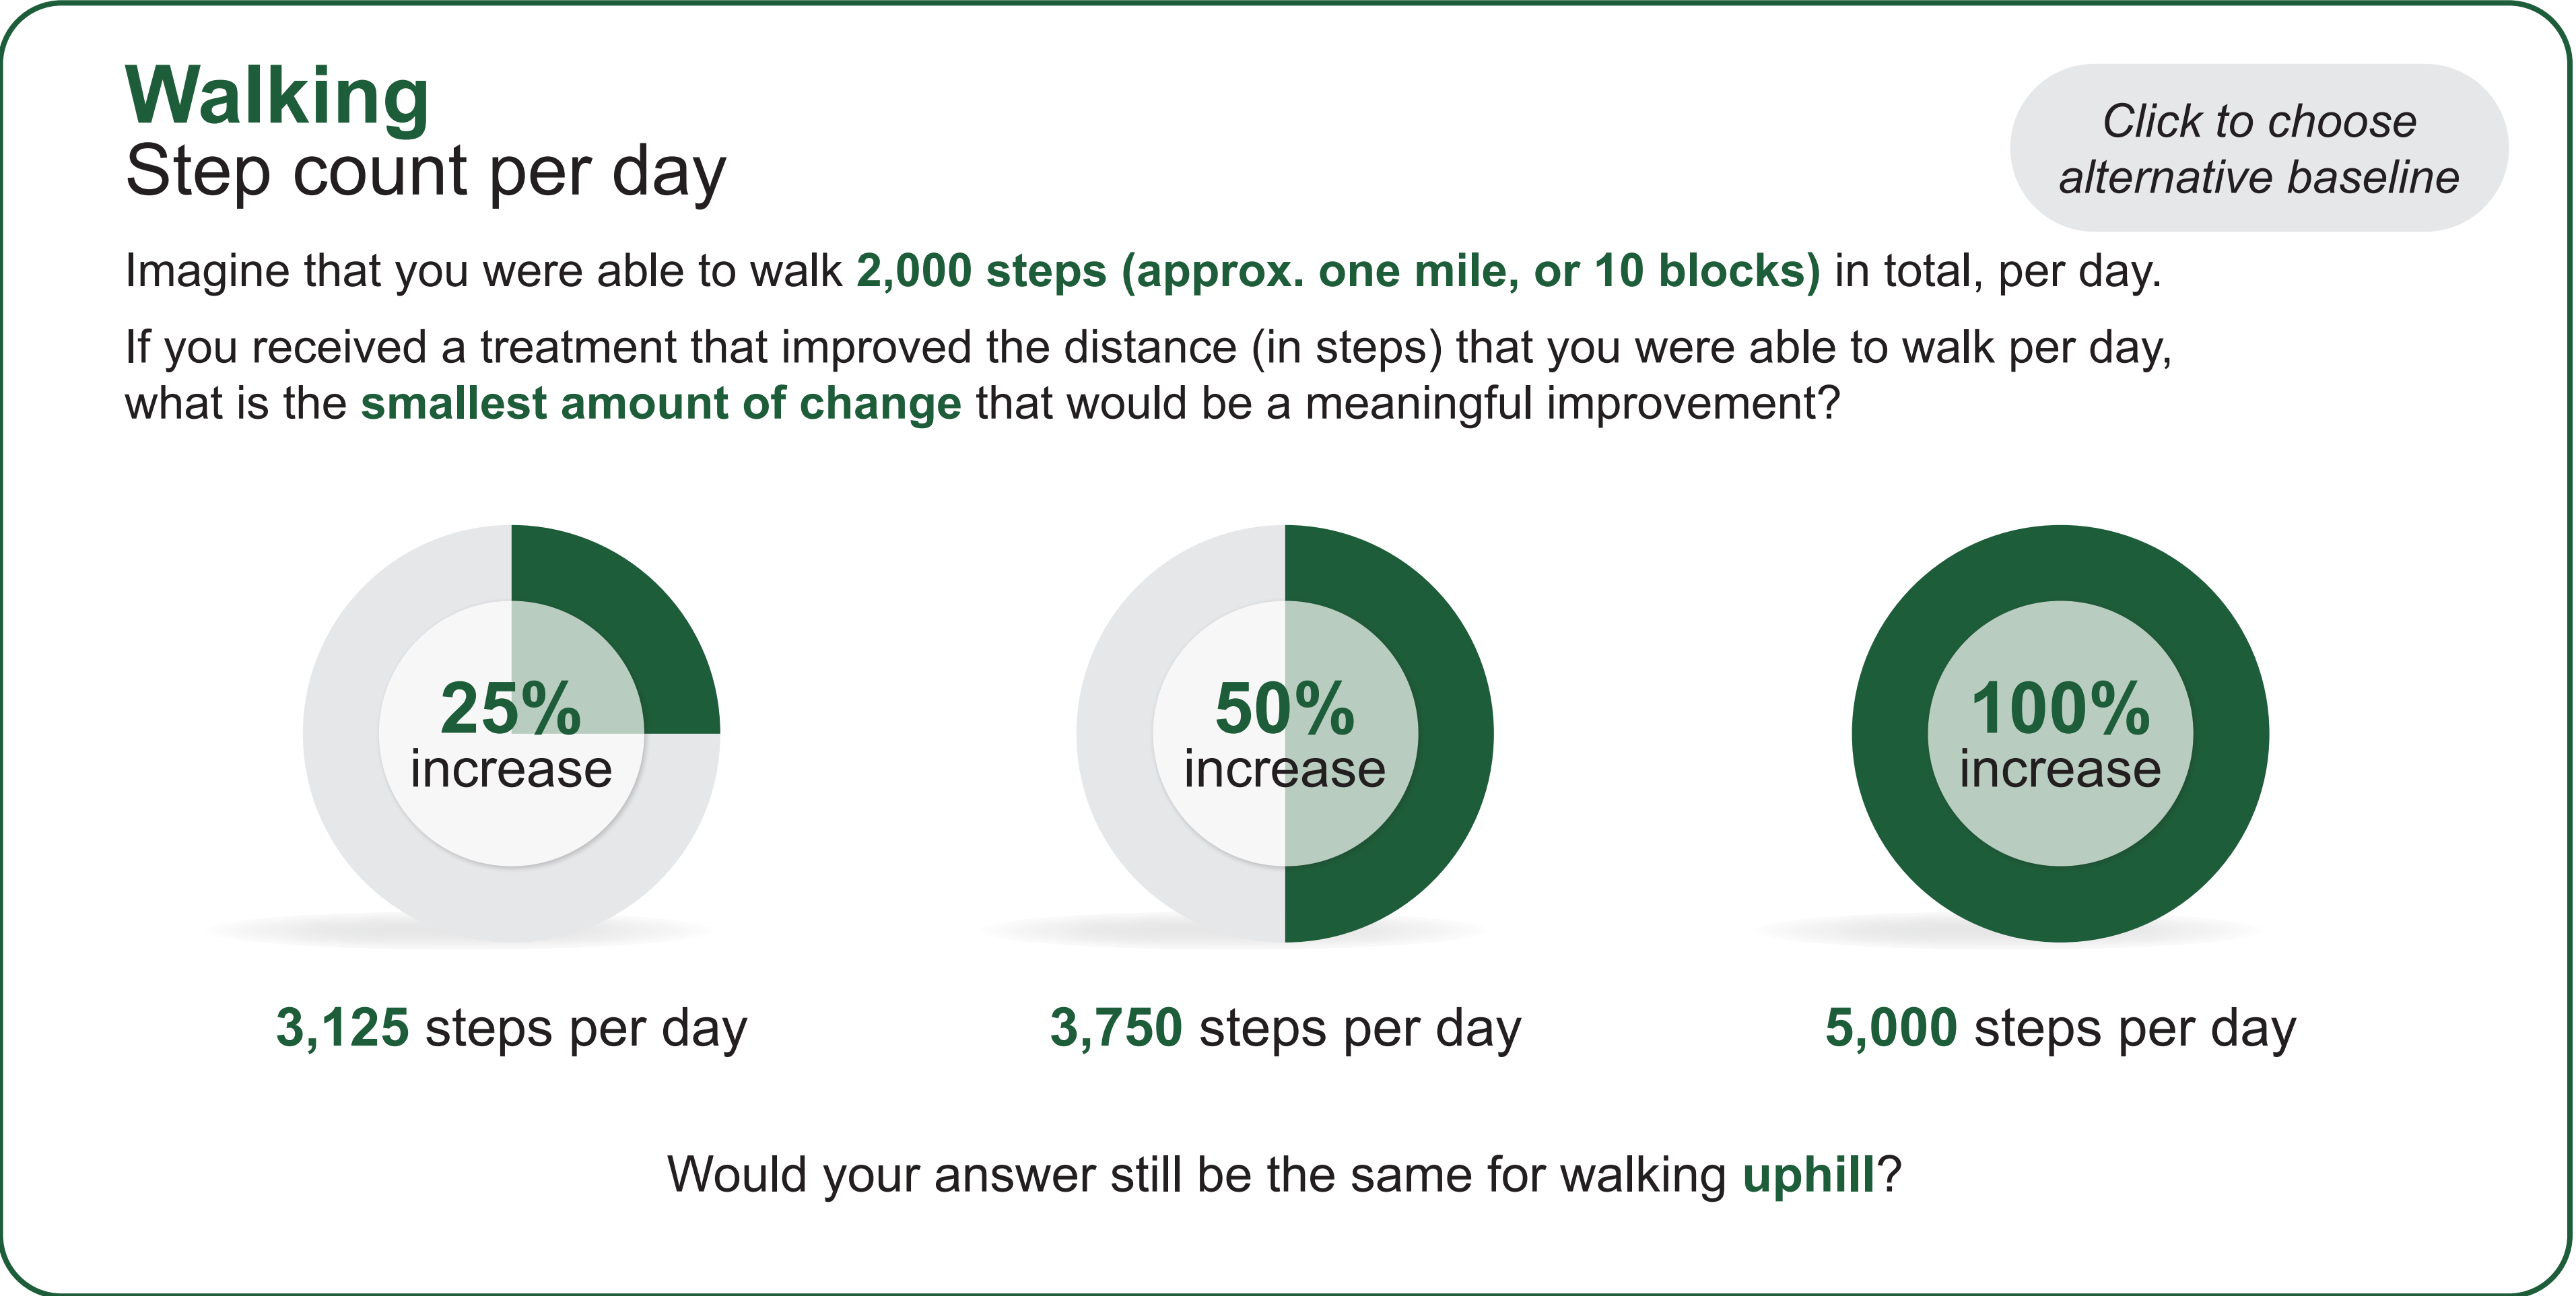 Walking
Step count per day
Click to choose
alternative baseline
Imagine that you were able to walk 2,000 steps (approx. one mile, or 10 blocks) in total, per day.
If you received a treatment that improved the distance (in steps) that you were able to walk per day,
what is the smallest amount of change that would be a meaningful improvement?
25%
increase
50%
increase
100%
increase
3,125 steps per day
3,750 steps per day
5,000 steps per day
Would your answer still be the same for walking uphill?